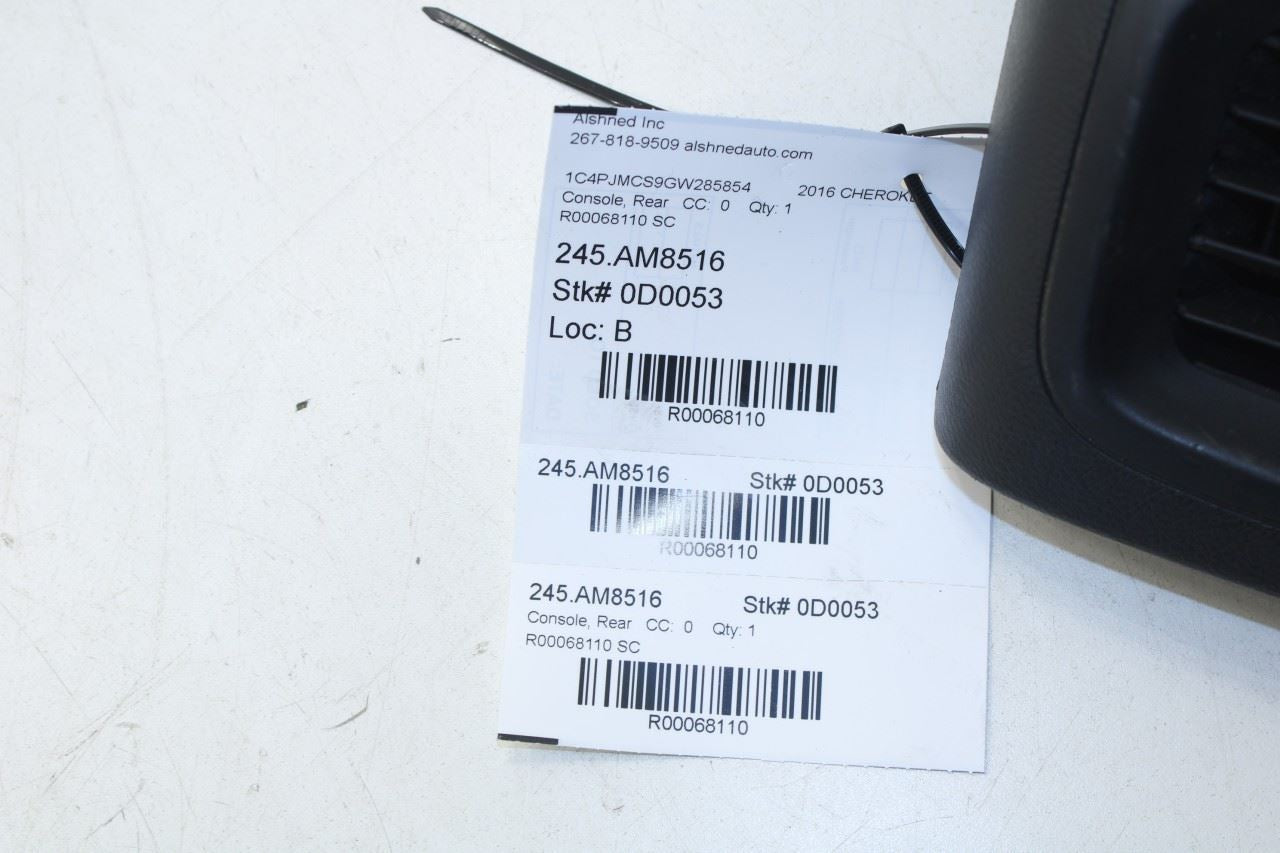 Alshned Inc
267-818-9509 alshnedauto.com
1C4PJMCS9GW285854 2016 CHEROKEE
Console, Rear CC: 0 Qty: 1
R00068110 SC
245.AM8516
Stk# 0D0053
Loc: B
R00068110
245.AM8516 Stk# 0D0053
R00068110
245.AM8516 Stk# 0D0053
Console, Rear CC: 0 Qty: 1
R00068110 SC
R00068110